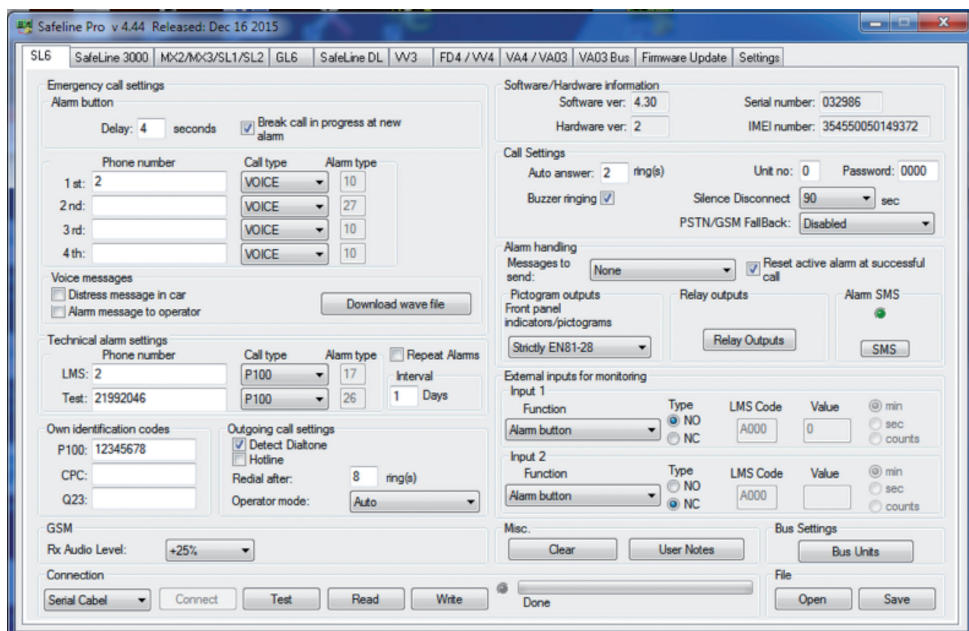 Safeline Pro v 4.44 Released: Dec 16 2015
SL6 SafeLine 3000 MX2/MX3/SL1/SL2 GL6 SafeLine DL VV3 FD4 / VV4 VA4 / VA03 VA03 Bus Firmware Update Settings
Emergency call settings
Alarm button
Delay: 4 seconds Break call in progress at new alarm
Phone number Call type Alarm type
1 st: 2 VOICE 10
2 nd: VOICE 27
3 rd: VOICE 10
4 th: VOICE 10
Voice messages
Distress message in car
Alarm message to operator
Download wave file
Technical alarm settings
Phone number Call type Alarm type Repeat Alarms
LMS: 2 P100 17 Interval
Test: 21992046 P100 26 1 Days
Own identification codes
P100: 12345678
CPC:
Q23:
Outgoing call settings
Detect Dialtone
Hotline
Redial after: 8 ring(s)
Operator mode: Auto
GSM
Rx Audio Level: +25%
Connection
Serial Cabel Connect Test Read Write Done
Software/Hardware information
Software ver: 4.30 Serial number: 032986
Hardware ver: 2 IMEI number: 354550050149372
Call Settings
Auto answer: 2 ring(s) Unit no: 0 Password: 0000
Buzzer ringing Silence Disconnect 90 sec
PSTN/GSM FallBack: Disabled
Alarm handling
Messages to send: None Reset active alarm at successful call
Pictogram outputs
Front panel
indicators/pictograms
Strictly EN81-28
Relay outputs
Relay Outputs
Alarm SMS
SMS
External inputs for monitoring
Input 1
Function Type LMS Code Value min
Alarm button NO A000 0 sec
NC counts
Input 2
Function Type LMS Code Value min
Alarm button NO A000 sec
NC counts
Misc.
Clear User Notes
Bus Settings
Bus Units
File
Open Save